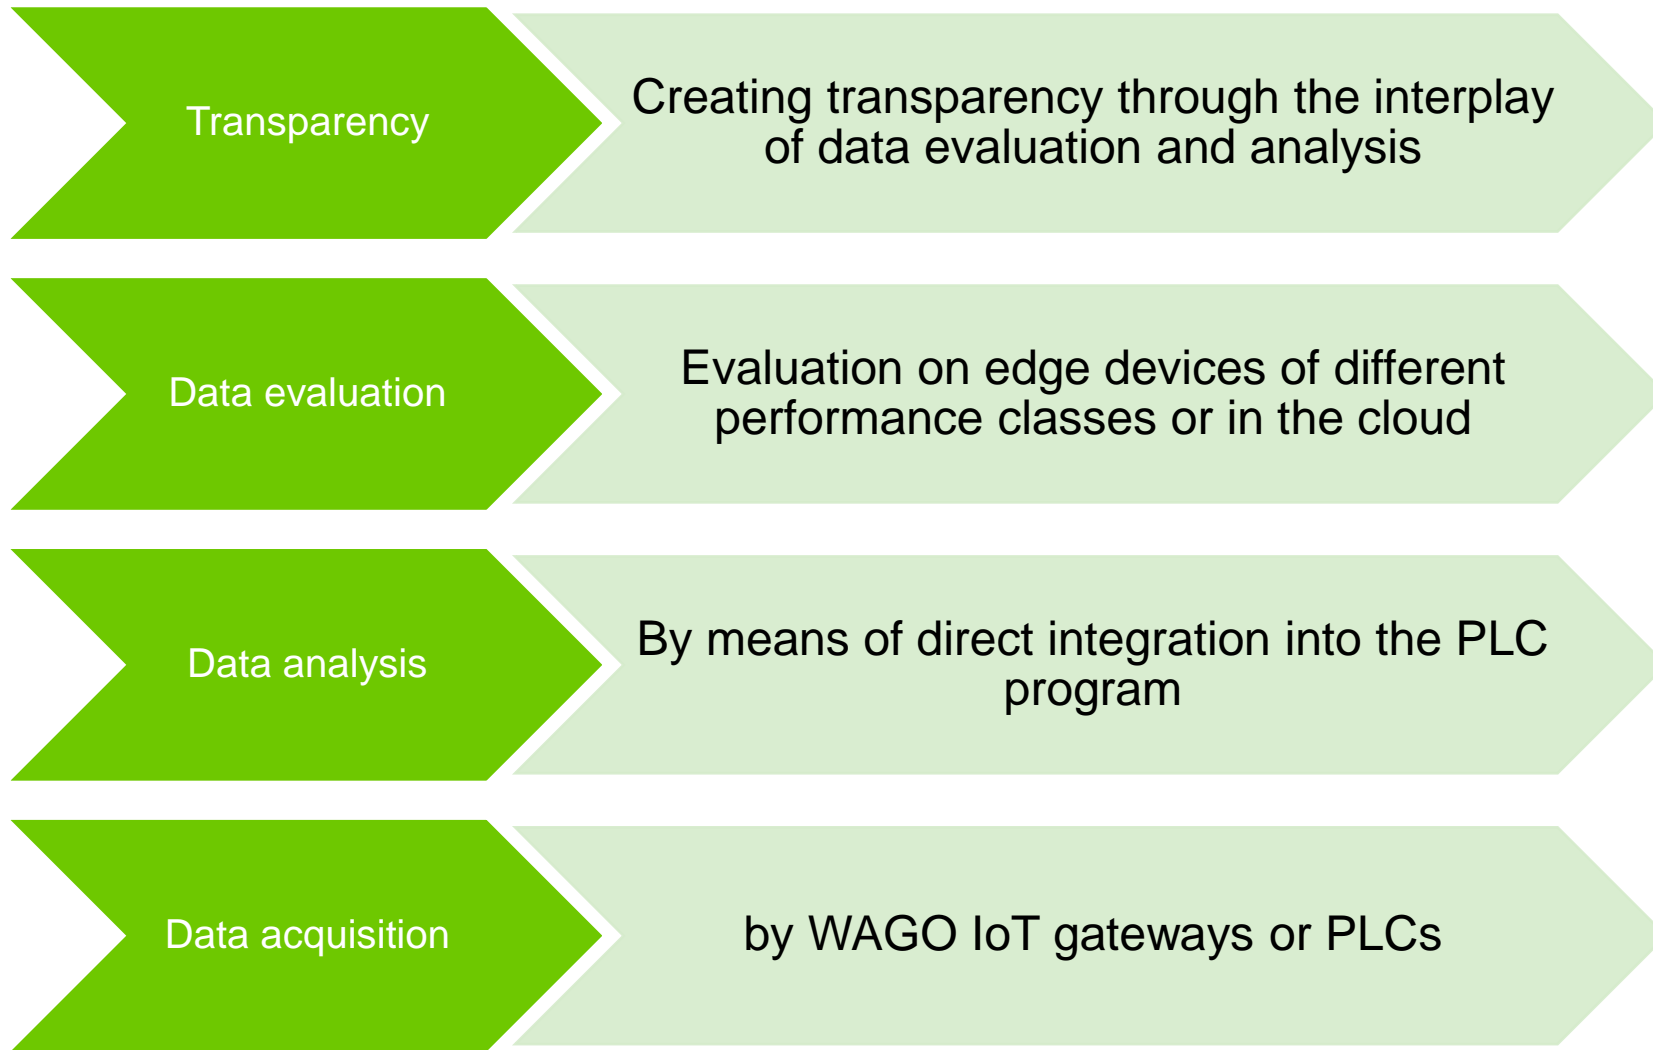 Transparency
Creating transparency through the interplay
of data evaluation and analysis
Data evaluation
Evaluation on edge devices of different
performance classes or in the cloud
Data analysis
By means of direct integration into the PLC
program
Data acquisition
by WAGO IoT gateways or PLCs